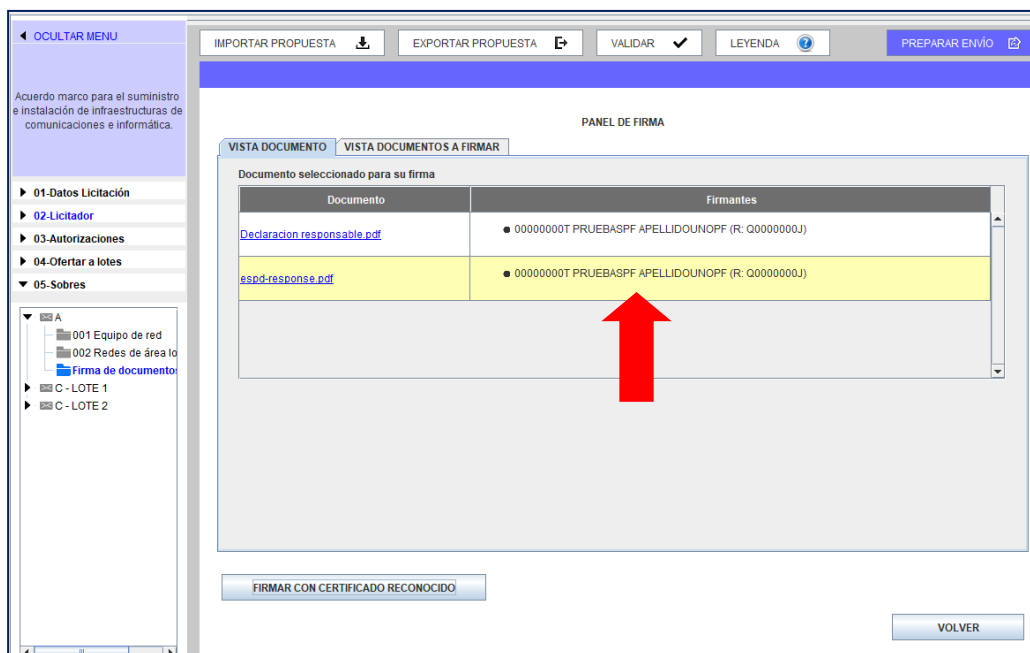 OCULTAR MENU
Acuerdo marco para el suministro
e instalación de infraestructuras de
comunicaciones e informática.
01-Datos Licitación
02-Licitador
03-Autorizaciones
04-Ofertar a lotes
05-Sobres
A
001 Equipo de red
002 Redes de área lo
Firma de documentos
C - LOTE 1
C - LOTE 2
IMPORTAR PROPUESTA
EXPORTAR PROPUESTA
VALIDAR
LEYENDA
PREPARAR ENVÍO
PANEL DE FIRMA
VISTA DOCUMENTO
VISTA DOCUMENTOS A FIRMAR
Documento seleccionado para su firma
Documento Firmantes
Declaracion responsable.pdf ● 00000000T PRUEBASPF APELLIDOUNOPF (R: Q0000000J)
espd-response.pdf ● 00000000T PRUEBASPF APELLIDOUNOPF (R: Q0000000J)
FIRMAR CON CERTIFICADO RECONOCIDO
VOLVER